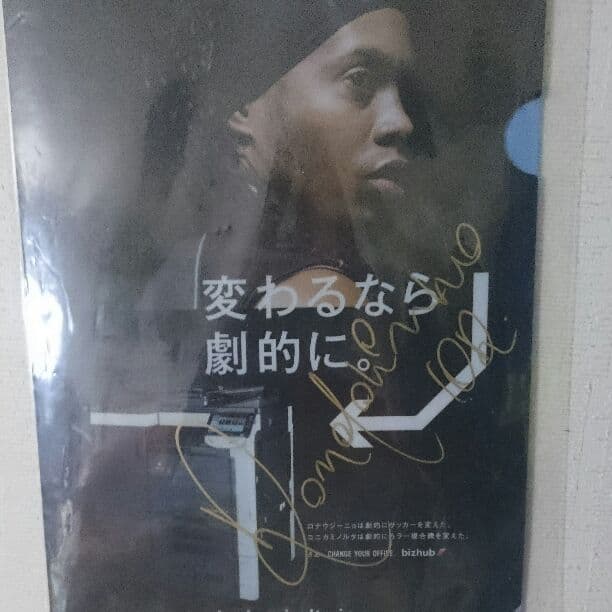 変わるなら
劇的に。
Ronaldinho
10
ロナウジーニョは劇的にサッカーを変えた。
コニカミノルタは劇的にカラー複合機を変えた。
CHANGE YOUR OFFICE bizhub